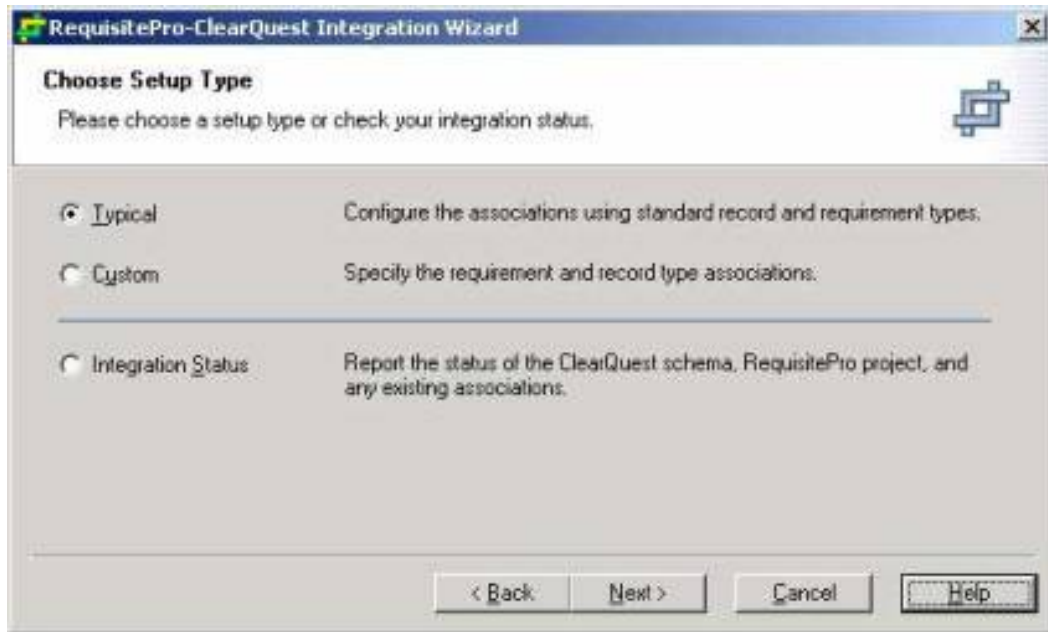 RequisitePro-ClearQuest Integration Wizard
Choose Setup Type
Please choose a setup type or check your integration status.
Typical
Configure the associations using standard record and requirement types.
Custom
Specify the requirement and record type associations.
Integration Status
Report the status of the ClearQuest schema, RequisitePro project, and
any existing associations.
< Back
Next >
Cancel
Help